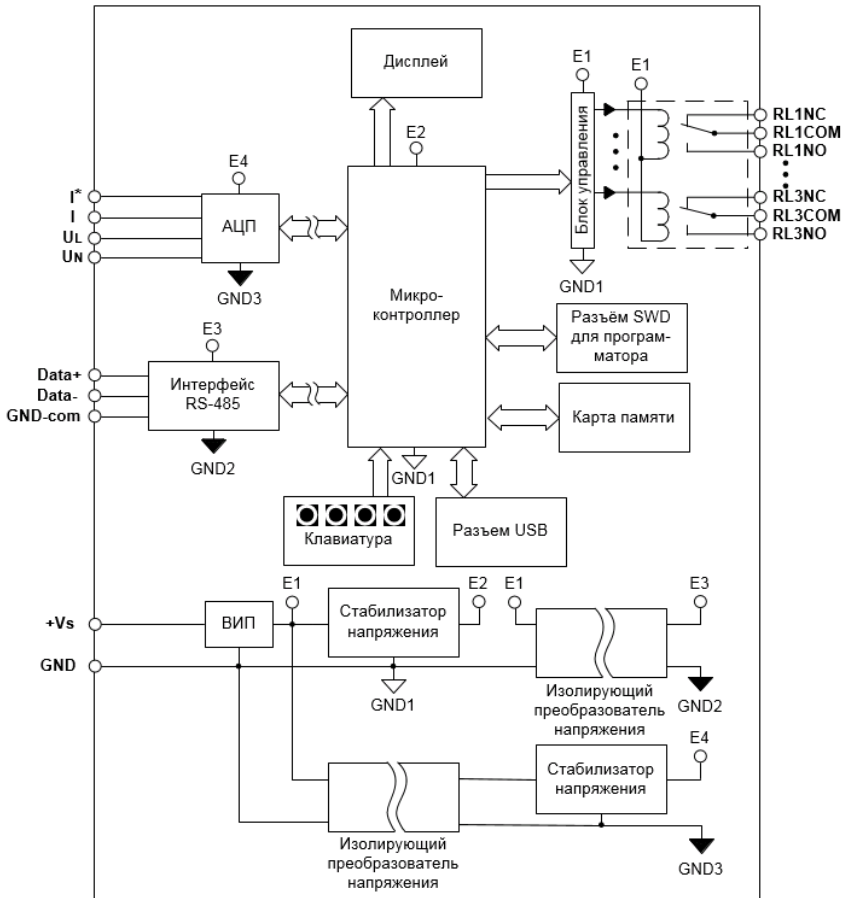 Дисплей
E1
E1
E2
Блок управления
RL1NC
RL1COM
RL1NO
RL3NC
RL3COM
RL3NO
E4
I*
I
UL
UN
АЦП
GND3
GND1
Микро-
контроллер
Разъём SWD
для програм-
матора
E3
Data+
Data-
GND-com
Интерфейс
RS-485
GND2
Карта памяти
GND1
Клавиатура
Разъем USB
E1
E2
E1
E3
+Vs
ВИП
Стабилизатор
напряжения
GND
GND1
Изолирующий
преобразователь
напряжения
GND2
E4
Стабилизатор
напряжения
Изолирующий
преобразователь
напряжения
GND3